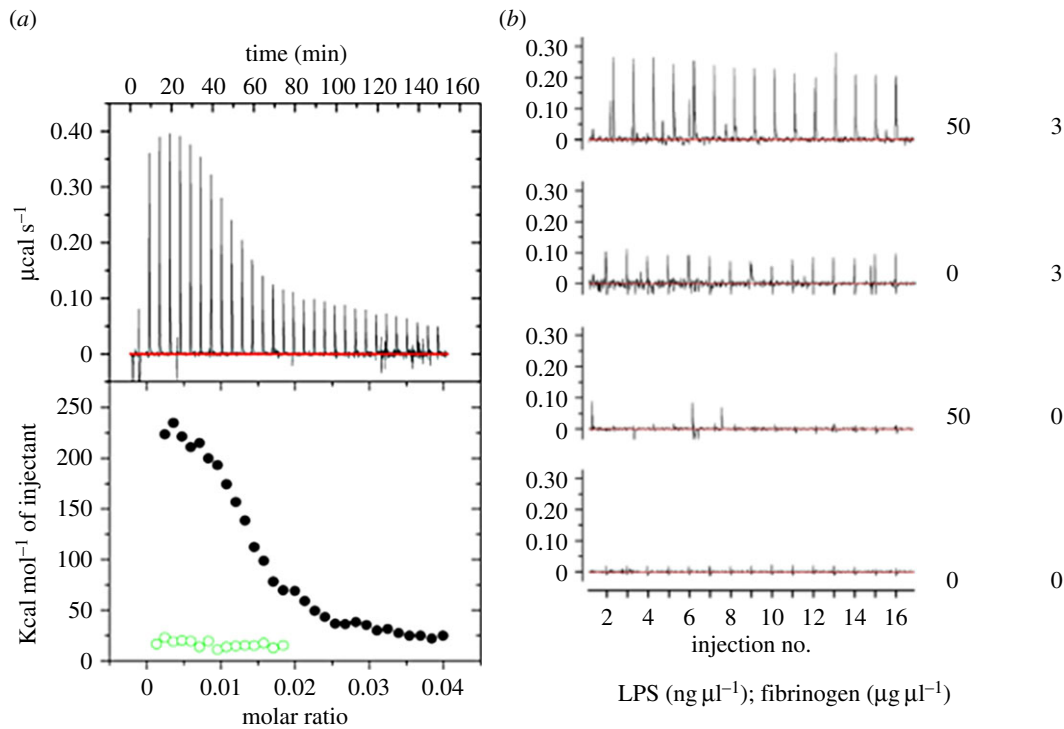 (a)
time (min)
0 20 40 60 80 100 120 140 160
0.40
0.30
0.20
0.10
0
µcal s⁻¹
250
200
150
100
50
25
0
Kcal mol⁻¹ of injectant
0 0.01 0.02 0.03 0.04
molar ratio
(b)
0.30
0.20
0.10
0
50 3
0.30
0.20
0.10
0
0 3
0.30
0.20
0.10
0
50 0
0.30
0.20
0.10
0
0 0
2 4 6 8 10 12 14 16
injection no.
LPS (ng µl⁻¹); fibrinogen (µg µl⁻¹)